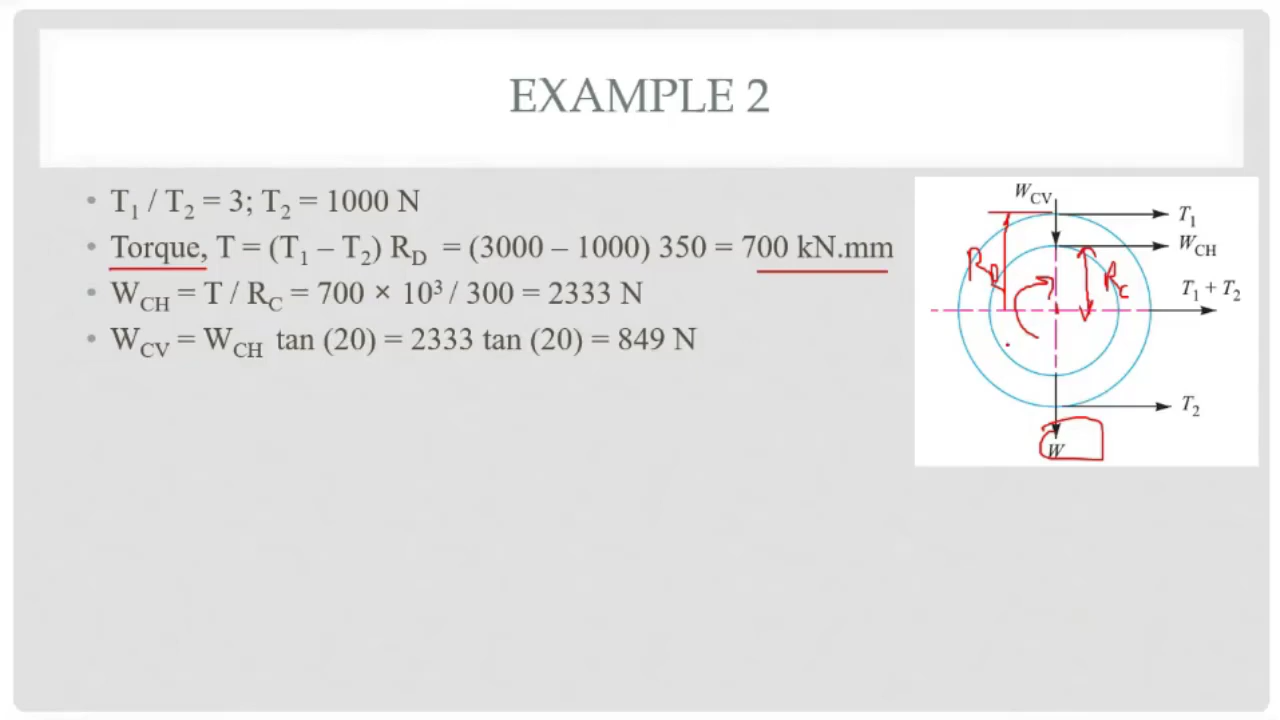 EXAMPLE 2
• T₁ / T₂ = 3; T₂ = 1000 N
• Torque, T = (T₁ – T₂) R_D = (3000 – 1000) 350 = 700 kN.mm
• W_CH = T / R_C = 700 × 10³ / 300 = 2333 N
• W_CV = W_CH tan (20) = 2333 tan (20) = 849 N
W_CV
T₁
W_CH
R_D
R_C
T₁ + T₂
T₂
W